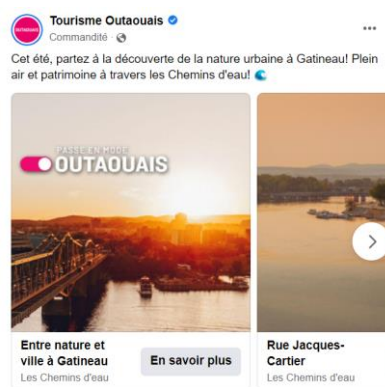 OUTAOUAIS
Tourisme Outaouais
Commandité
Cet été, partez à la découverte de la nature urbaine à Gatineau! Plein
air et patrimoine à travers les Chemins d'eau!
PASSE EN MODE
OUTAOUAIS
Entre nature et
ville à Gatineau
Les Chemins d'eau
En savoir plus
Rue Jacques-
Cartier
Les Chemins d'eau